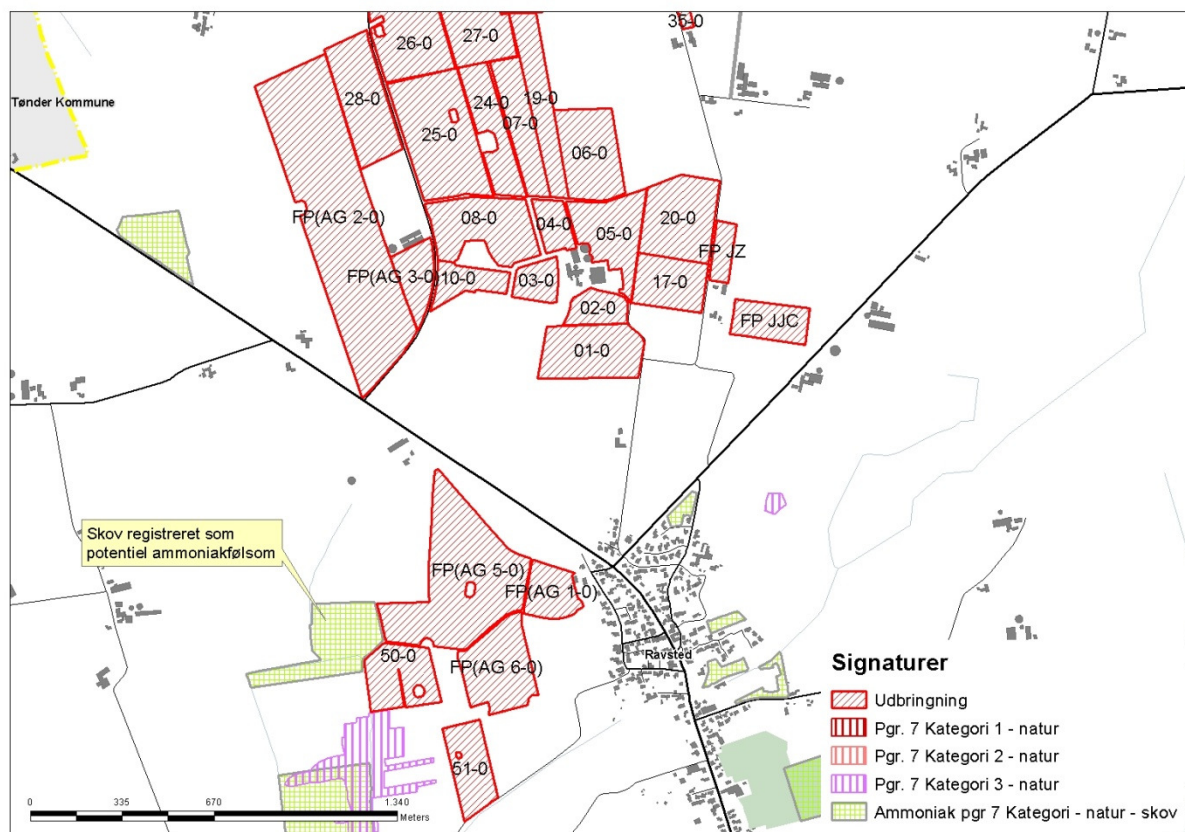 35-0
26-0
27-0
28-0
24-0
19-0
07-0
25-0
06-0
Tønder Kommune
FP(AG 2-0)
08-0
04-0
05-0
20-0
FP JZ
FP(AG 3-0)
10-0
03-0
17-0
02-0
FP JJC
01-0
Skov registreret som
potentiel ammoniakfølsom
FP(AG 5-0)
FP(AG 1-0)
50-0
FP(AG 6-0)
Ravsted
51-0
Signaturer
Udbringning
Pgr. 7 Kategori 1 - natur
Pgr. 7 Kategori 2 - natur
Pgr. 7 Kategori 3 - natur
Ammoniak pgr 7 Kategori - natur - skov
0 335 670 1.340
Meters